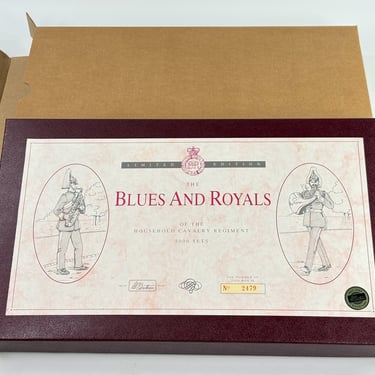 LIMITED EDITION
THE
BLUES AND ROYALS
OF THE
HOUSEHOLD CAVALRY REGIMENT
5000 SETS
Nº 2479